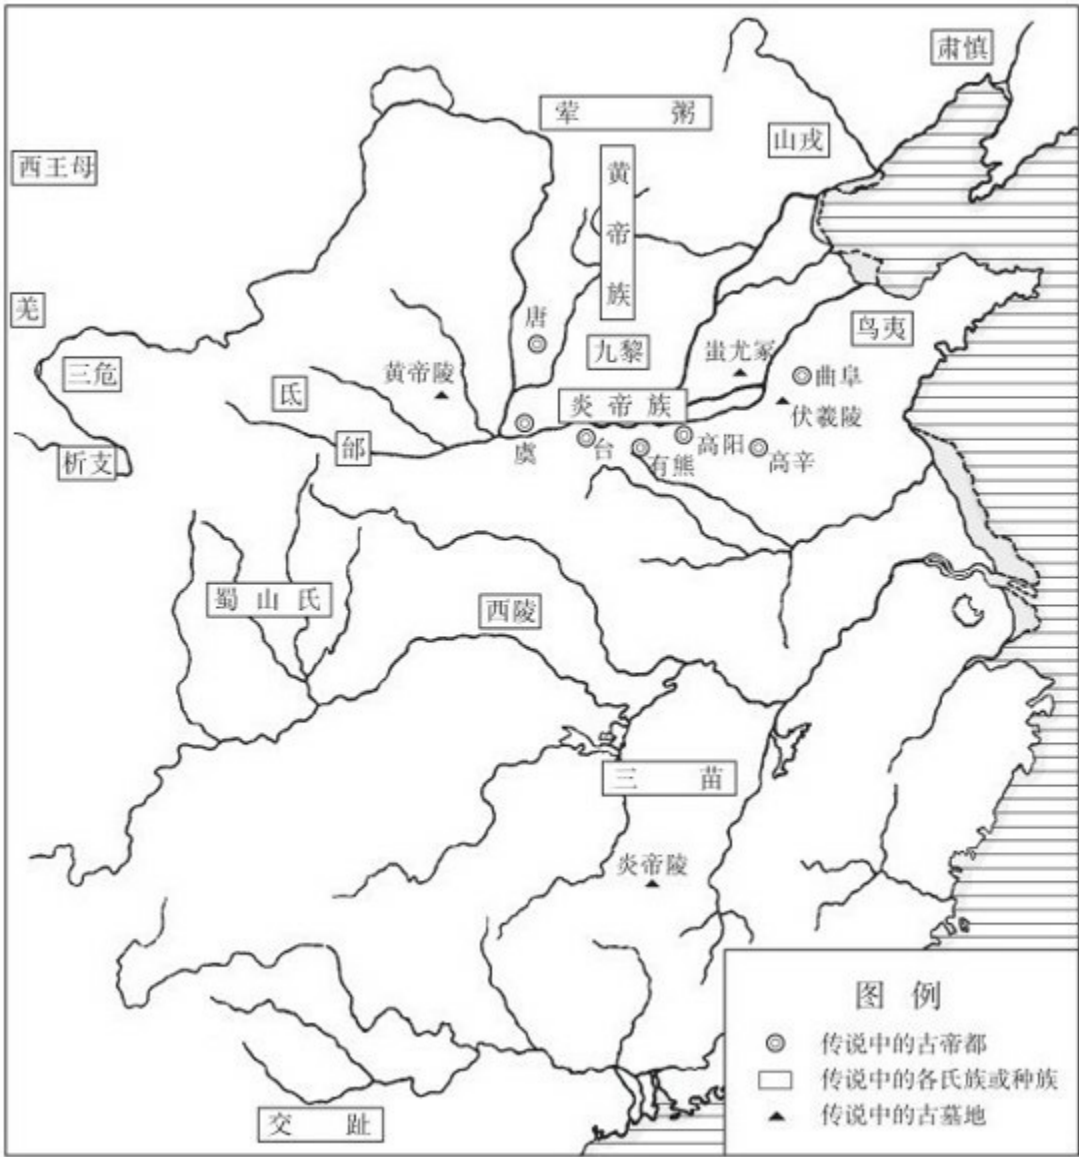 肃慎
荤粥
山戎
西王母
黄帝族
羌
唐
九黎
蚩尤冢
鸟夷
三危
氐
黄帝陵
曲阜
炎帝族
伏羲陵
析支
邰
虞
台
有熊
高阳
高辛
蜀山氏
西陵
三苗
炎帝陵
交趾
图例
传说中的古帝都
传说中的各氏族或种族
传说中的古墓地